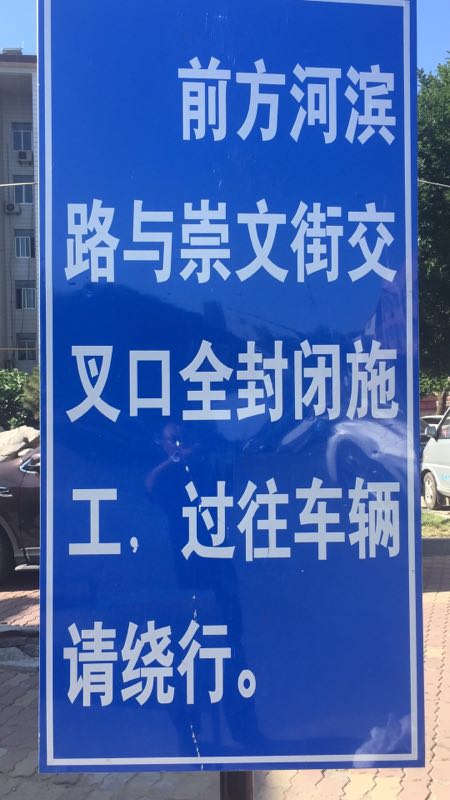 前方河滨
路与崇文街交
叉口全封闭施
工，过往车辆
请绕行。